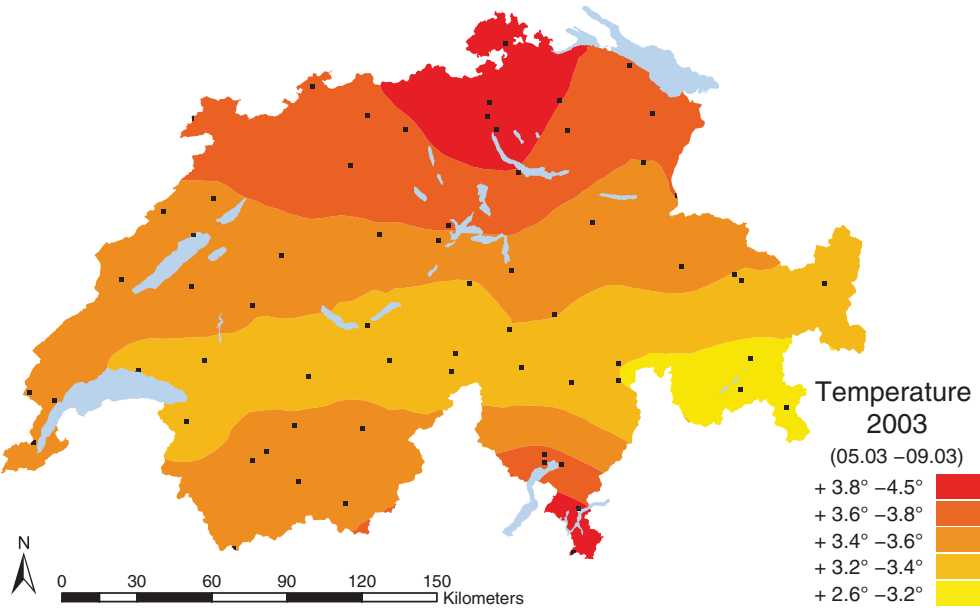 Temperature
2003
(05.03 –09.03)
+ 3.8° –4.5°
+ 3.6° –3.8°
+ 3.4° –3.6°
+ 3.2° –3.4°
+ 2.6° –3.2°
N
0 30 60 90 120 150
Kilometers